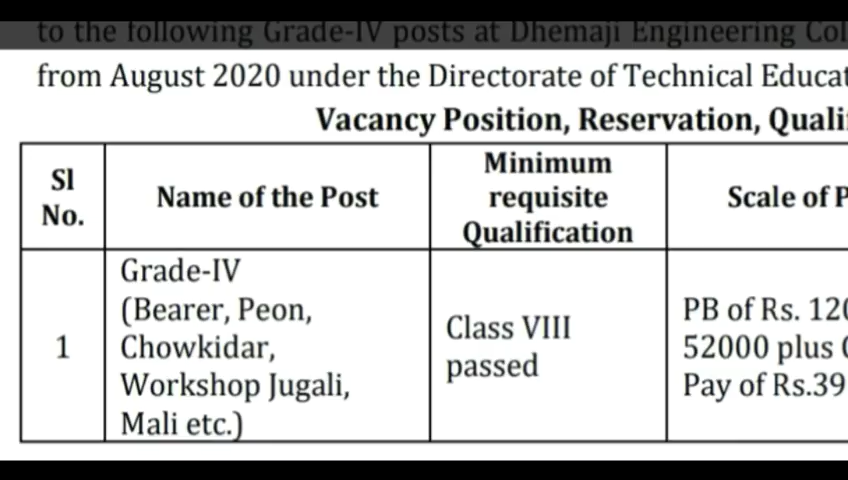 to the following Grade-IV posts at Dhemaji Engineering Col
from August 2020 under the Directorate of Technical Educat
Vacancy Position, Reservation, Quali
Sl No.
Name of the Post
Minimum requisite Qualification
Scale of P
1
Grade-IV
(Bearer, Peon,
Chowkidar,
Workshop Jugali,
Mali etc.)
Class VIII
passed
PB of Rs. 120
52000 plus G
Pay of Rs.39